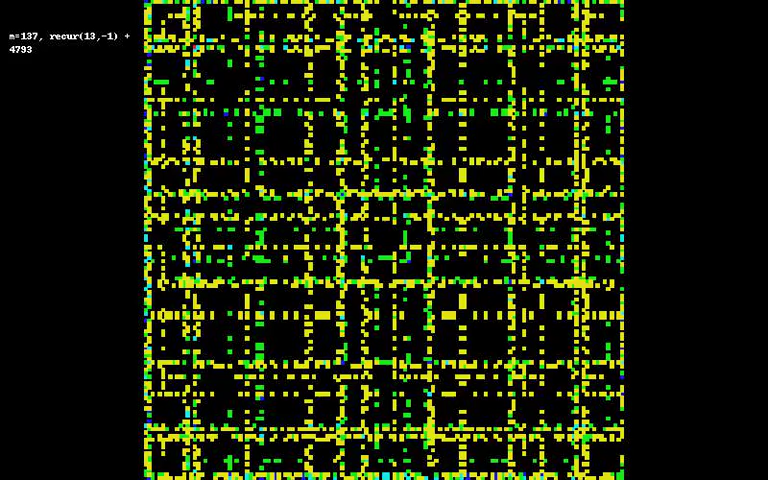 m=137, recur(13,-1) +
4793